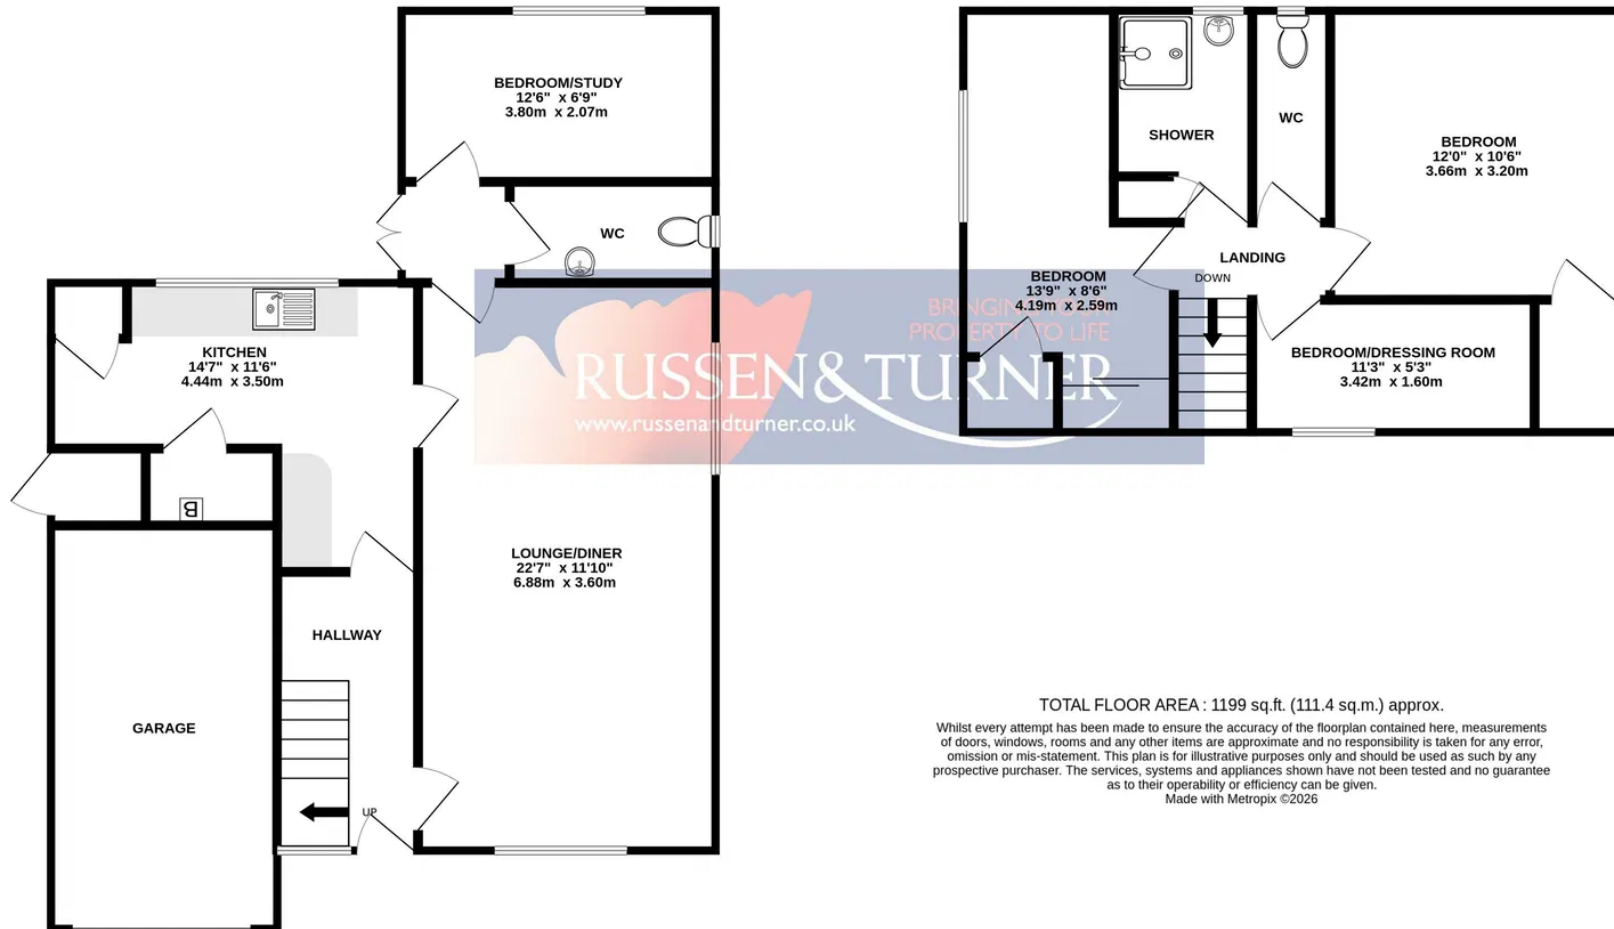 BEDROOM/STUDY
12'6" x 6'9"
3.80m x 2.07m
WC
KITCHEN
14'7" x 11'6"
4.44m x 3.50m
B
LOUNGE/DINER
22'7" x 11'10"
6.88m x 3.60m
HALLWAY
GARAGE
UP
SHOWER
WC
BEDROOM
12'0" x 10'6"
3.66m x 3.20m
LANDING
DOWN
BEDROOM
13'9" x 8'6"
4.19m x 2.59m
BEDROOM/DRESSING ROOM
11'3" x 5'3"
3.42m x 1.60m
BRINGING YOUR
PROPERTY TO LIFE
RUSSEN & TURNER
www.russenandturner.co.uk
TOTAL FLOOR AREA : 1199 sq.ft. (111.4 sq.m.) approx.
Whilst every attempt has been made to ensure the accuracy of the floorplan contained here, measurements
of doors, windows, rooms and any other items are approximate and no responsibility is taken for any error,
omission or mis-statement. This plan is for illustrative purposes only and should be used as such by any
prospective purchaser. The services, systems and appliances shown have not been tested and no guarantee
as to their operability or efficiency can be given.
Made with Metropix ©2026